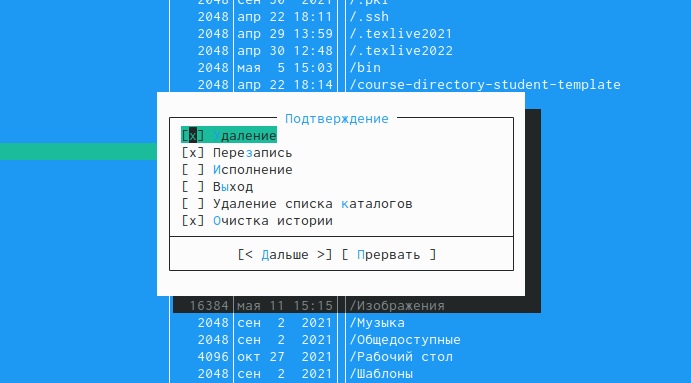 2048 сен 30 2021 /.pki
2048 апр 22 18:11 /.ssh
2048 апр 29 13:59 /.texlive2021
2048 апр 30 12:48 /.texlive2022
2048 мая 5 15:03 /bin
2048 апр 22 18:14 /course-directory-student-template
Подтверждение
[x] Удаление
[x] Перезапись
[ ] Исполнение
[ ] Выход
[ ] Удаление списка каталогов
[x] Очистка истории
[< Дальше >] [ Прервать ]
16384 мая 11 15:15 /Изображения
2048 сен 2 2021 /Музыка
2048 сен 2 2021 /Общедоступные
4096 окт 27 2021 /Рабочий стол
2048 сен 2 2021 /Шаблоны